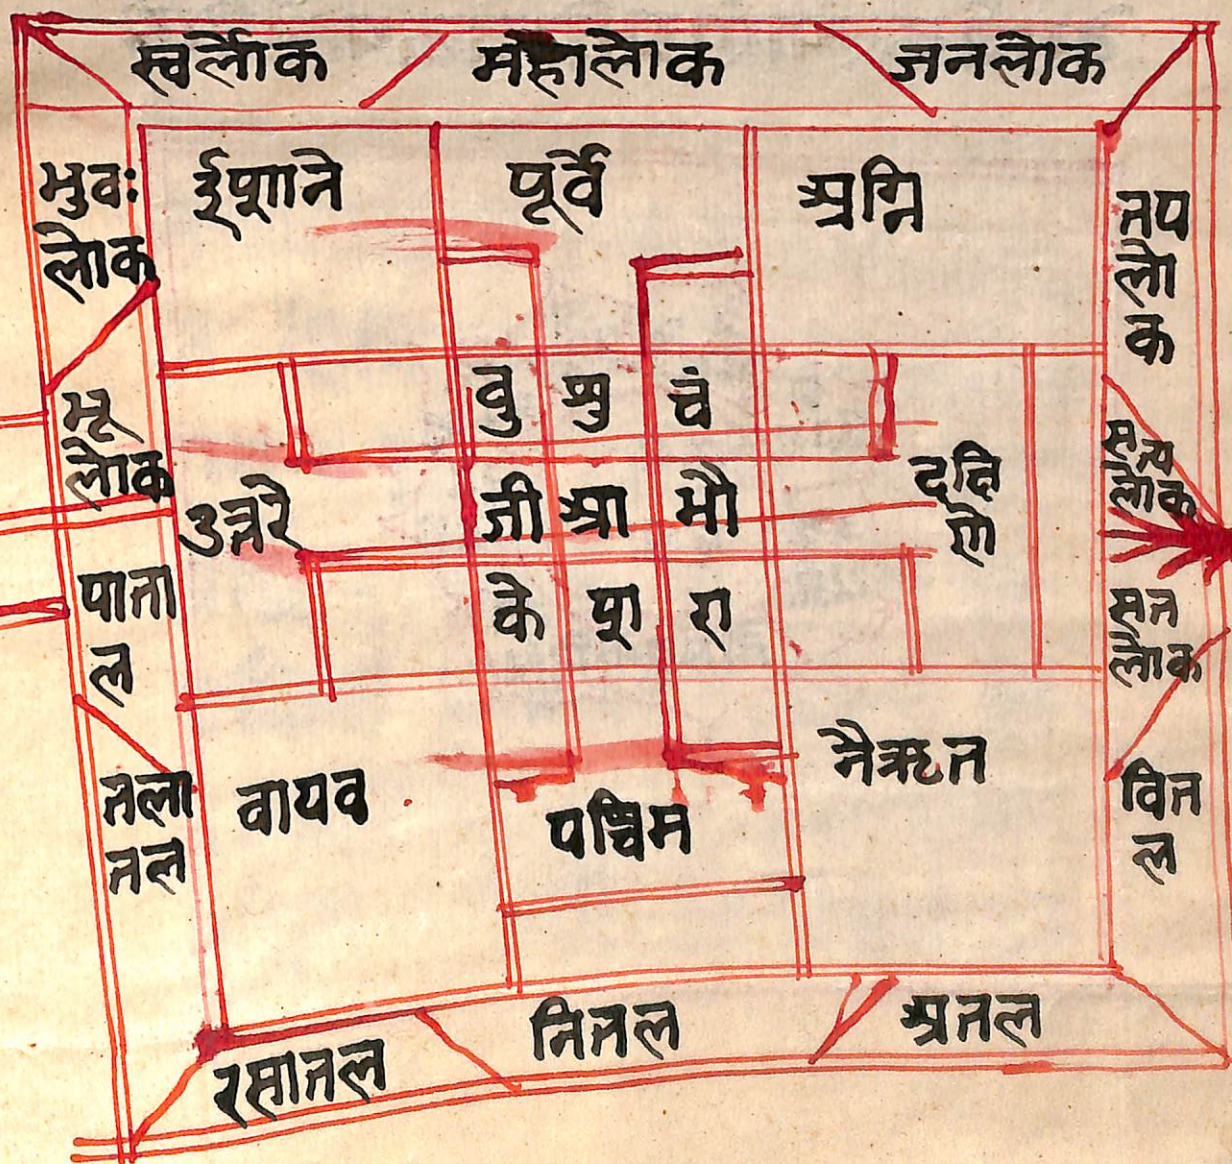 स्वर्लोक महालोक जनलोक
भुवः
लोक
ईशाने पूर्वे अग्नि
तप
लो
क
भू
लोक
बु शु चं
सत्य
लोक
उत्तरे
जी आ भौ
दक्षि
णे
पाता
ल
के श रा
सत
लोक
तला
तल
वायव
पश्चिम
नैऋत
वित
ल
रसातल नितल अतल